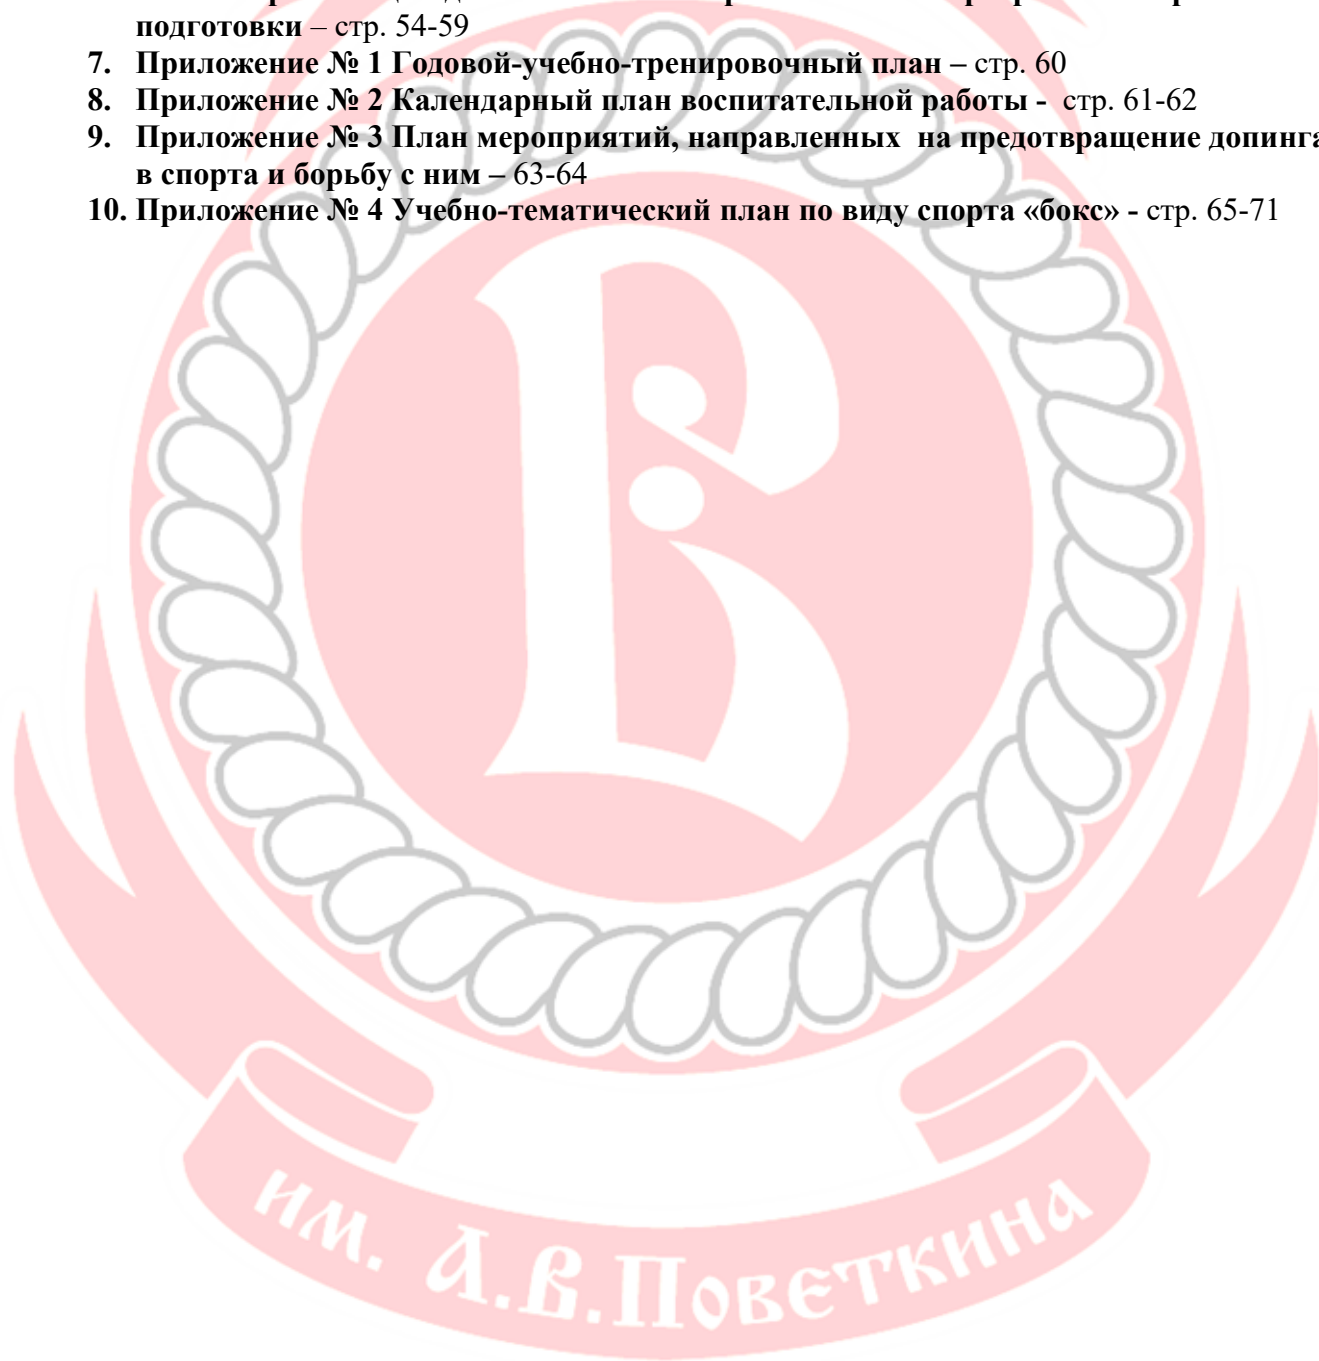 подготовки – стр. 54-59
7. Приложение № 1 Годовой-учебно-тренировочный план – стр. 60
8. Приложение № 2 Календарный план воспитательной работы - стр. 61-62
9. Приложение № 3 План мероприятий, направленных на предотвращение допинга
в спорта и борьбу с ним – 63-64
10. Приложение № 4 Учебно-тематический план по виду спорта «бокс» - стр. 65-71
В
им. А.В.Поветкина